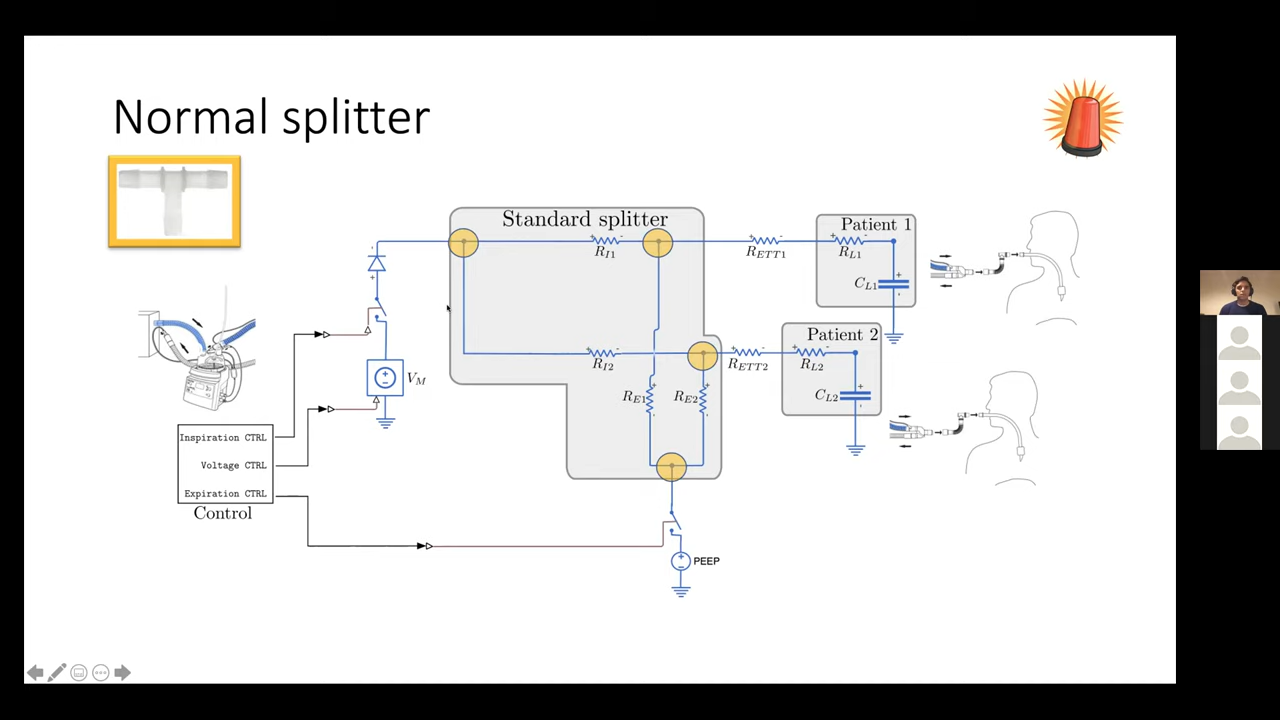 Normal splitter
Standard splitter
Patient 1
R_I1
R_ETT1
R_L1
C_L1
Patient 2
R_I2
R_ETT2
R_L2
C_L2
R_E1
R_E2
V_M
Inspiration CTRL
Voltage CTRL
Expiration CTRL
Control
PEEP